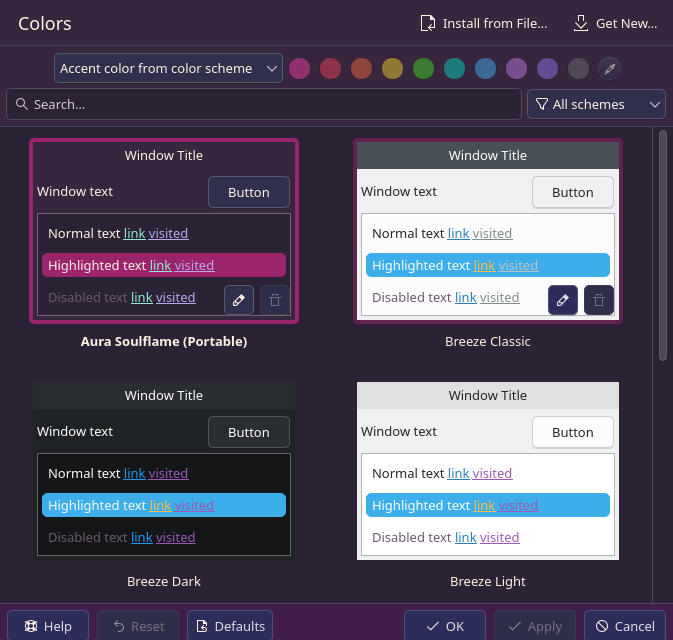 Colors
Install from File...
Get New...
Accent color from color scheme
Search...
All schemes
Window Title
Window text
Button
Normal text link visited
Highlighted text link visited
Disabled text link visited
Aura Soulflame (Portable)
Window Title
Window text
Button
Normal text link visited
Highlighted text link visited
Disabled text link visited
Breeze Classic
Window Title
Window text
Button
Normal text link visited
Highlighted text link visited
Disabled text link visited
Breeze Dark
Window Title
Window text
Button
Normal text link visited
Highlighted text link visited
Disabled text link visited
Breeze Light
Help
Reset
Defaults
OK
Apply
Cancel